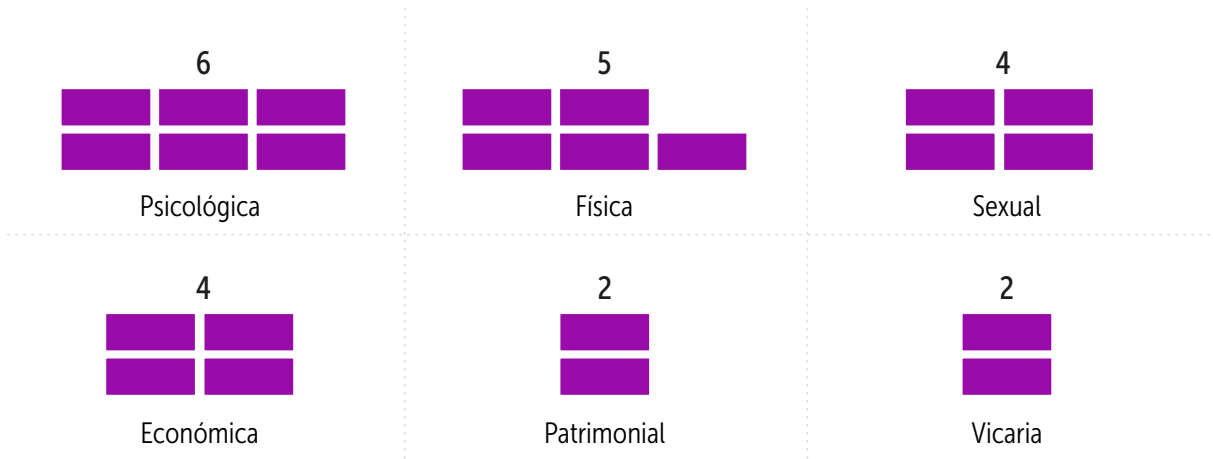 6
5
4
Psicológica
Física
Sexual
4
2
2
Económica
Patrimonial
Vicaria